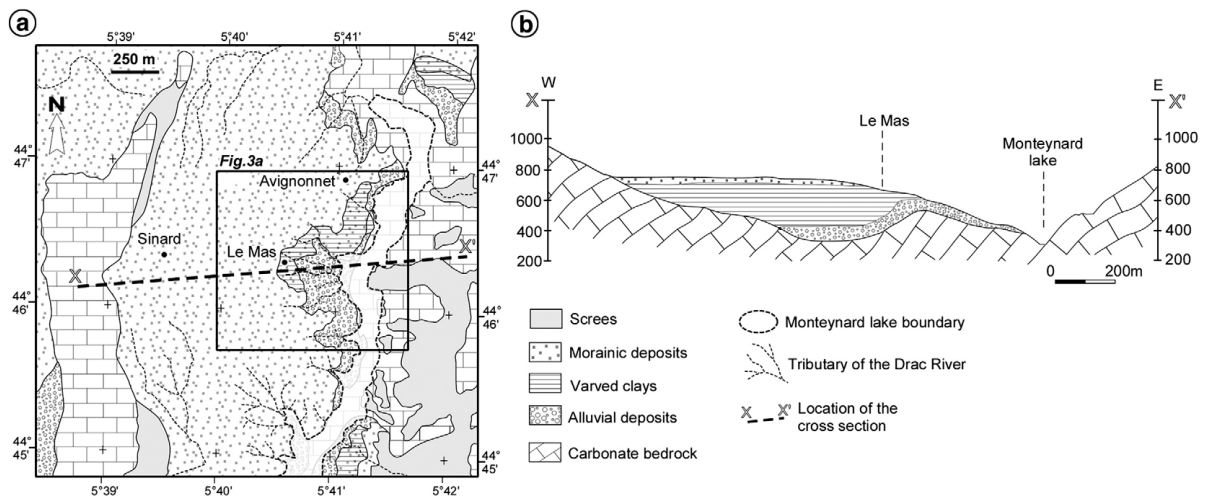 a
5°39'
5°40'
5°41'
5°42'
250 m
N
44°
47'
44°
47'
Fig.3a
Avignonnet
Sinard
Le Mas
X
X'
44°
46'
44°
46'
44°
45'
44°
45'
5°39'
5°40'
5°41'
5°42'
b
W
E
X
X'
Le Mas
Monteynard
lake
1000
800
600
400
200
1000
800
600
400
200
0 200m
Screes
Morainic deposits
Varved clays
Alluvial deposits
Carbonate bedrock
Monteynard lake boundary
Tributary of the Drac River
X X' Location of the
cross section